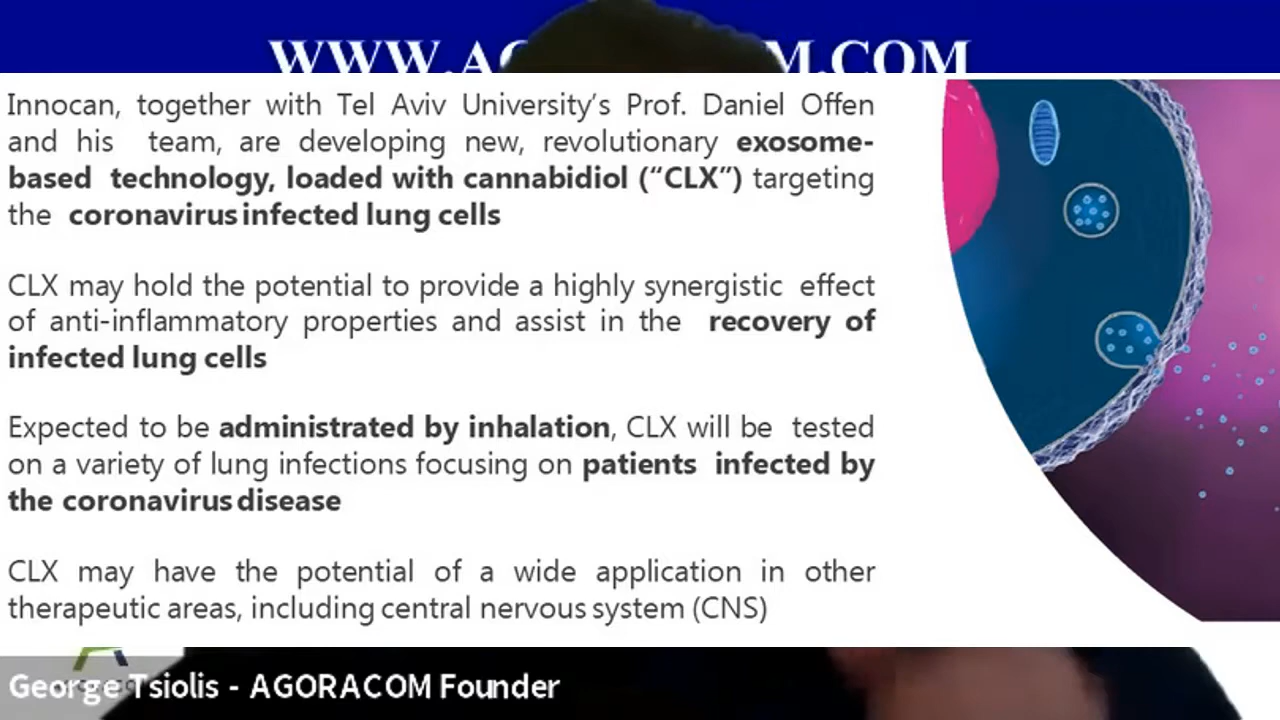 WWW.AGORACOM.COM
Innocan, together with Tel Aviv University’s Prof. Daniel Offen
and his team, are developing new, revolutionary exosome-
based technology, loaded with cannabidiol (“CLX”) targeting
the coronavirus infected lung cells
CLX may hold the potential to provide a highly synergistic effect
of anti-inflammatory properties and assist in the recovery of
infected lung cells
Expected to be administrated by inhalation, CLX will be tested
on a variety of lung infections focusing on patients infected by
the coronavirus disease
CLX may have the potential of a wide application in other
therapeutic areas, including central nervous system (CNS)
George Tsiolis - AGORACOM Founder